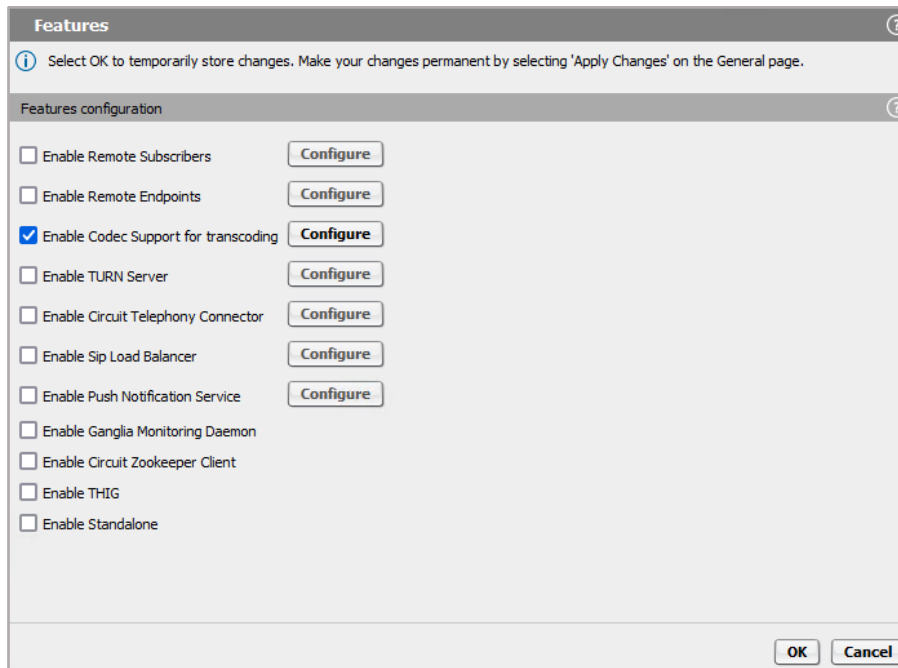 Features
Select OK to temporarily store changes. Make your changes permanent by selecting 'Apply Changes' on the General page.
Features configuration
Enable Remote Subscribers Configure
Enable Remote Endpoints Configure
Enable Codec Support for transcoding Configure
Enable TURN Server Configure
Enable Circuit Telephony Connector Configure
Enable Sip Load Balancer Configure
Enable Push Notification Service Configure
Enable Ganglia Monitoring Daemon
Enable Circuit Zookeeper Client
Enable THIG
Enable Standalone
OK Cancel